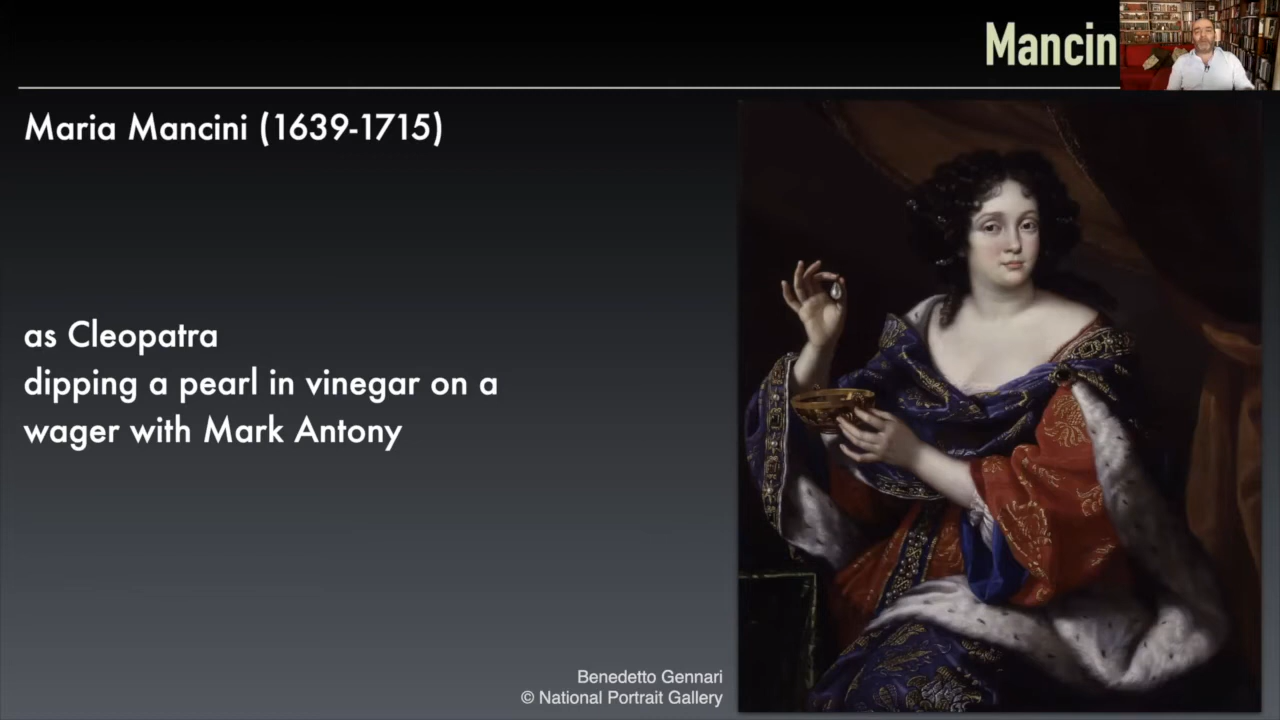 Mancin
Maria Mancini (1639-1715)
as Cleopatra
dipping a pearl in vinegar on a
wager with Mark Antony
Benedetto Gennari
© National Portrait Gallery